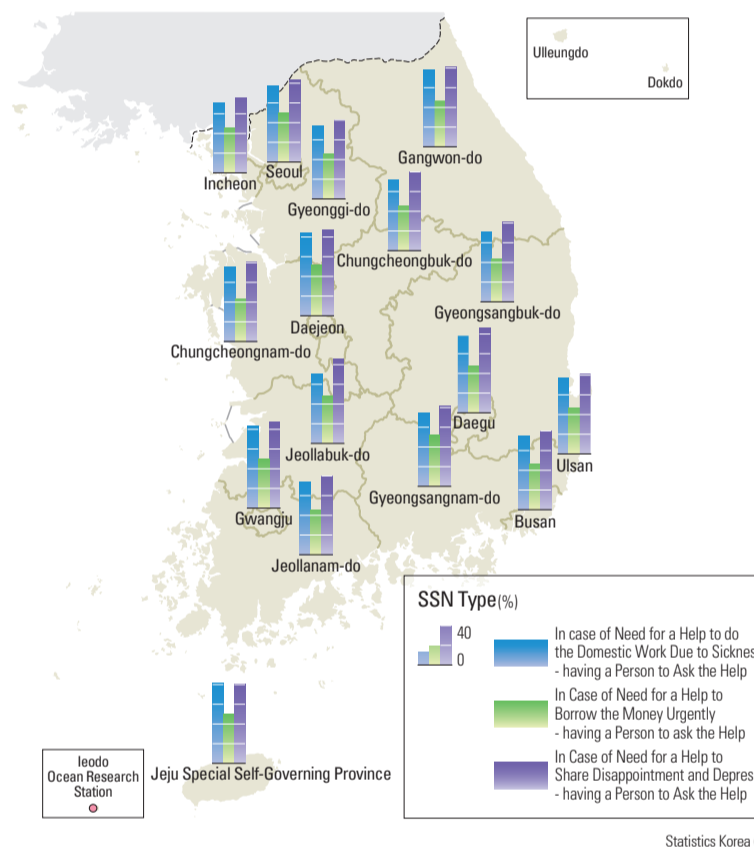 Ulleungdo
Dokdo
Gangwon-do
Seoul
Incheon
Gyeonggi-do
Chungcheongbuk-do
Gyeongsangbuk-do
Daejeon
Chungcheongnam-do
Daegu
Jeollabuk-do
Ulsan
Gyeongsangnam-do
Gwangju
Busan
Jeollanam-do
SSN Type(%)
40
0
In case of Need for a Help to do
the Domestic Work Due to Sicknes
- having a Person to Ask the Help
In Case of Need for a Help to
Borrow the Money Urgently
- having a Person to ask the Help
In Case of Need for a Help to
Share Disappointment and Depres
- having a Person to Ask the Help
Jeju Special Self-Governing Province
Ieodo
Ocean Research
Station
Statistics Korea